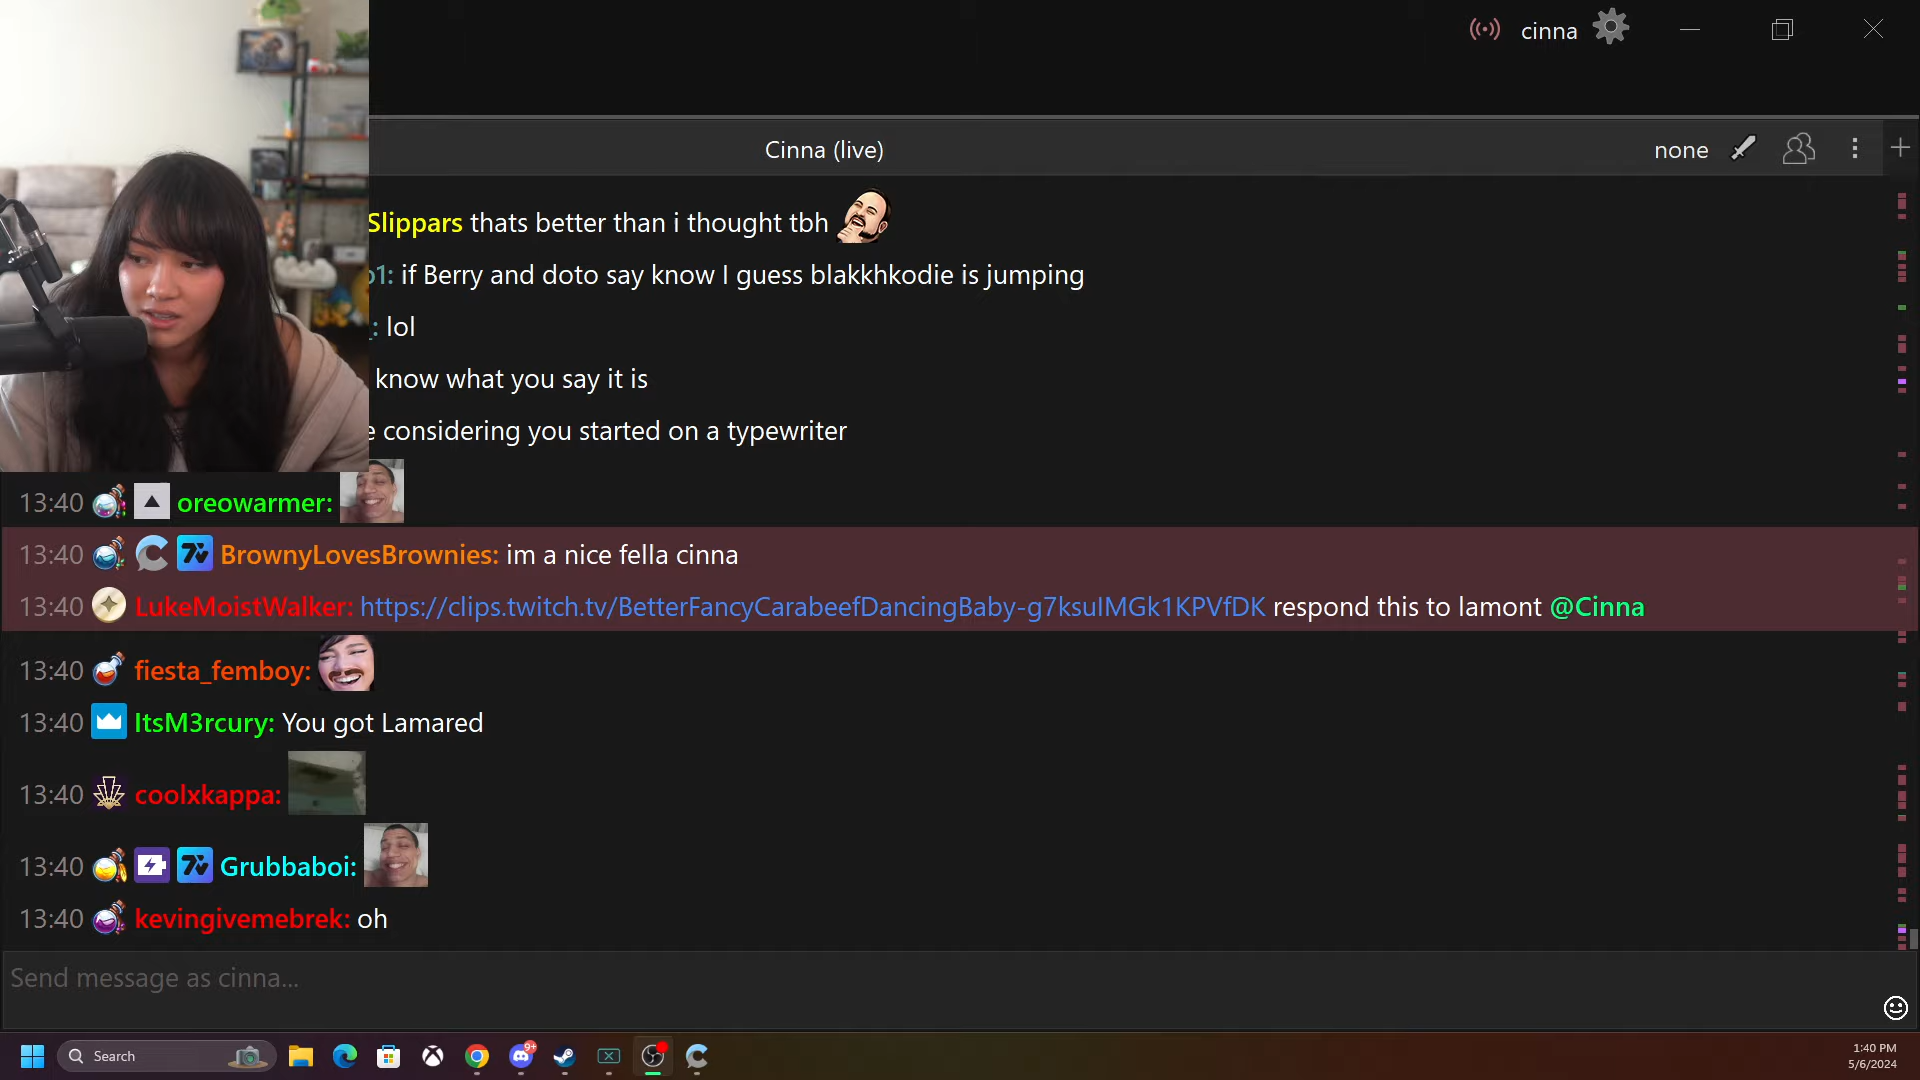 cinna
Cinna (live)
none
Slippars thats better than i thought tbh
1: if Berry and doto say know I guess blakkhkodie is jumping
_: lol
know what you say it is
e considering you started on a typewriter
13:40 oreowarmer:
13:40 BrownyLovesBrownies: im a nice fella cinna
13:40 LukeMoistWalker: https://clips.twitch.tv/BetterFancyCarabeefDancingBaby-g7ksuIMGk1KPVfDK respond this to lamont @Cinna
13:40 fiesta_femboy:
13:40 ItsM3rcury: You got Lamared
13:40 coolxkappa:
13:40 Grubbaboi:
13:40 kevingivemebrek: oh
Send message as cinna...
Search
9+
1:40 PM
5/6/2024